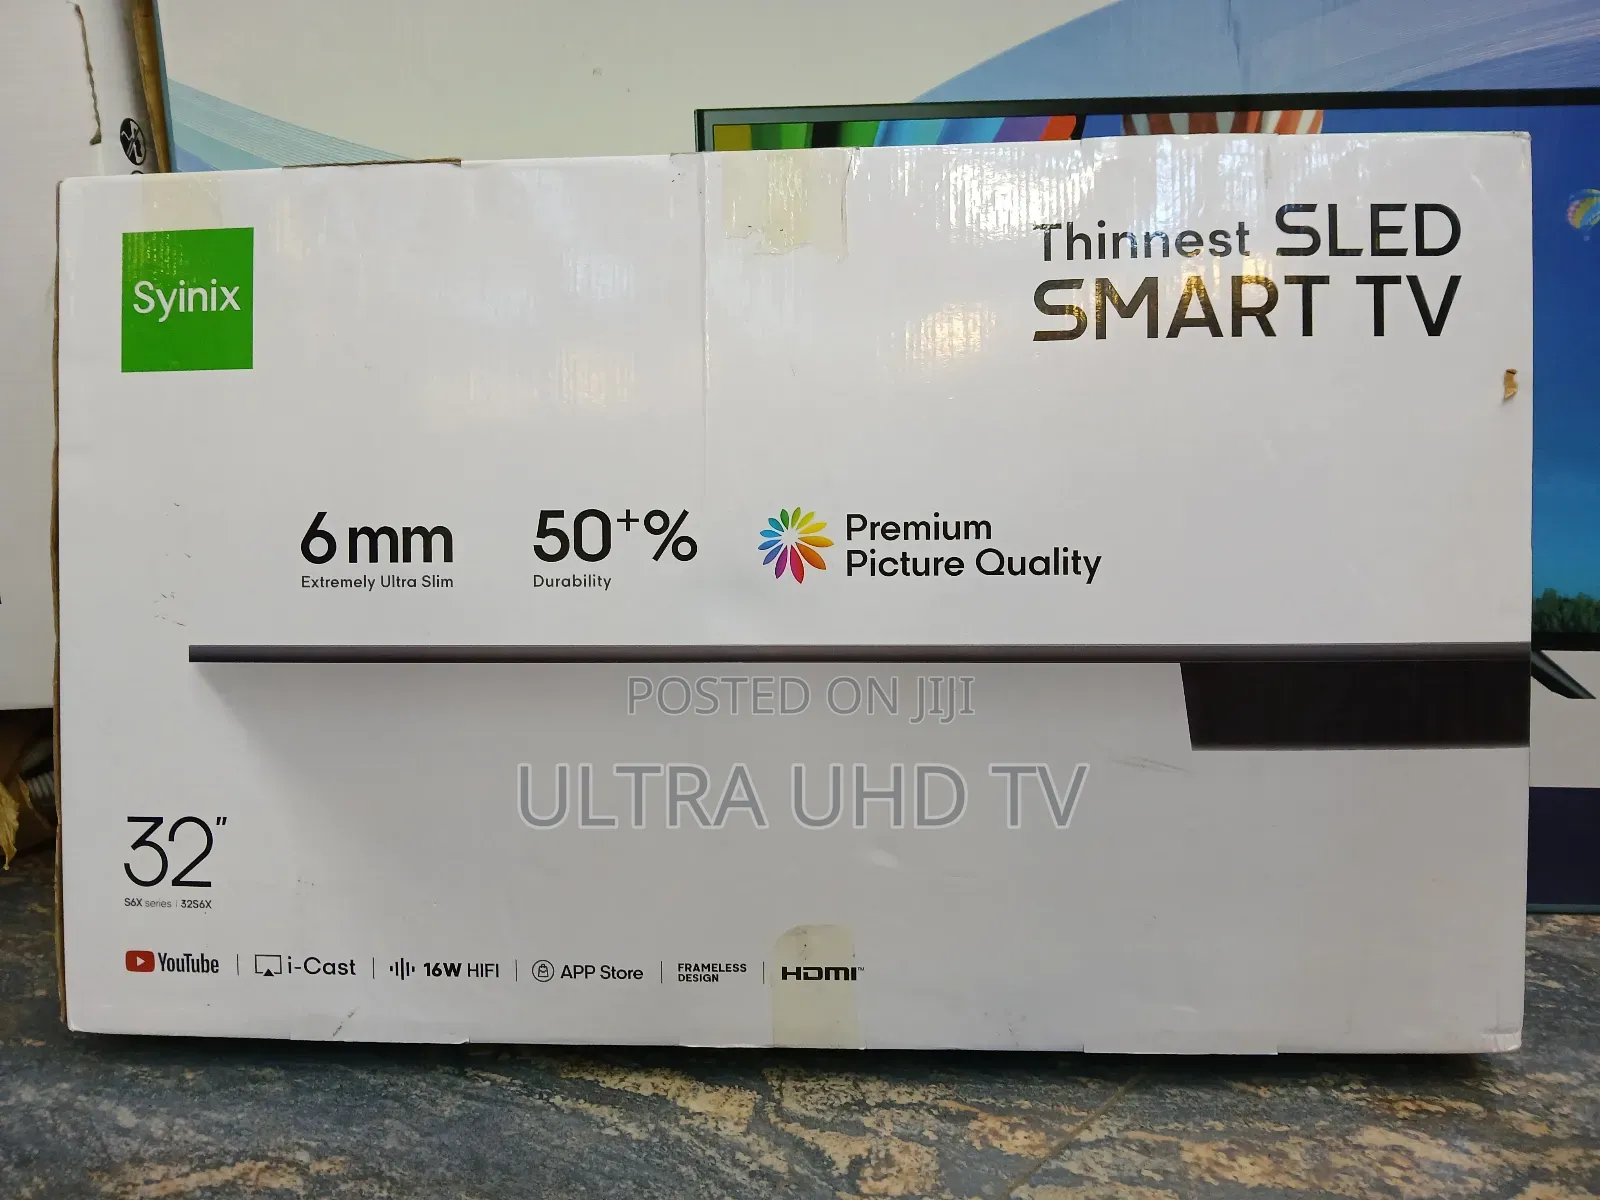 Syinix
Thinnest SLED
SMART TV
6mm
Extremely Ultra Slim
50+%
Durability
Premium
Picture Quality
POSTED ON JIJI
ULTRA UHD TV
32"
S6X series | 32S6X
YouTube | i-Cast | 16W HIFI | APP Store | FRAMELESS DESIGN | HDMI™